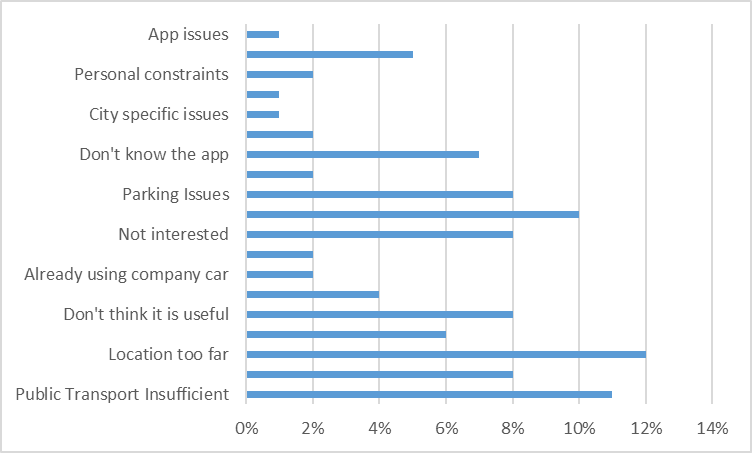 App issues
Personal constraints
City specific issues
Don't know the app
Parking Issues
Not interested
Already using company car
Don't think it is useful
Location too far
Public Transport Insufficient
0% 2% 4% 6% 8% 10% 12% 14%